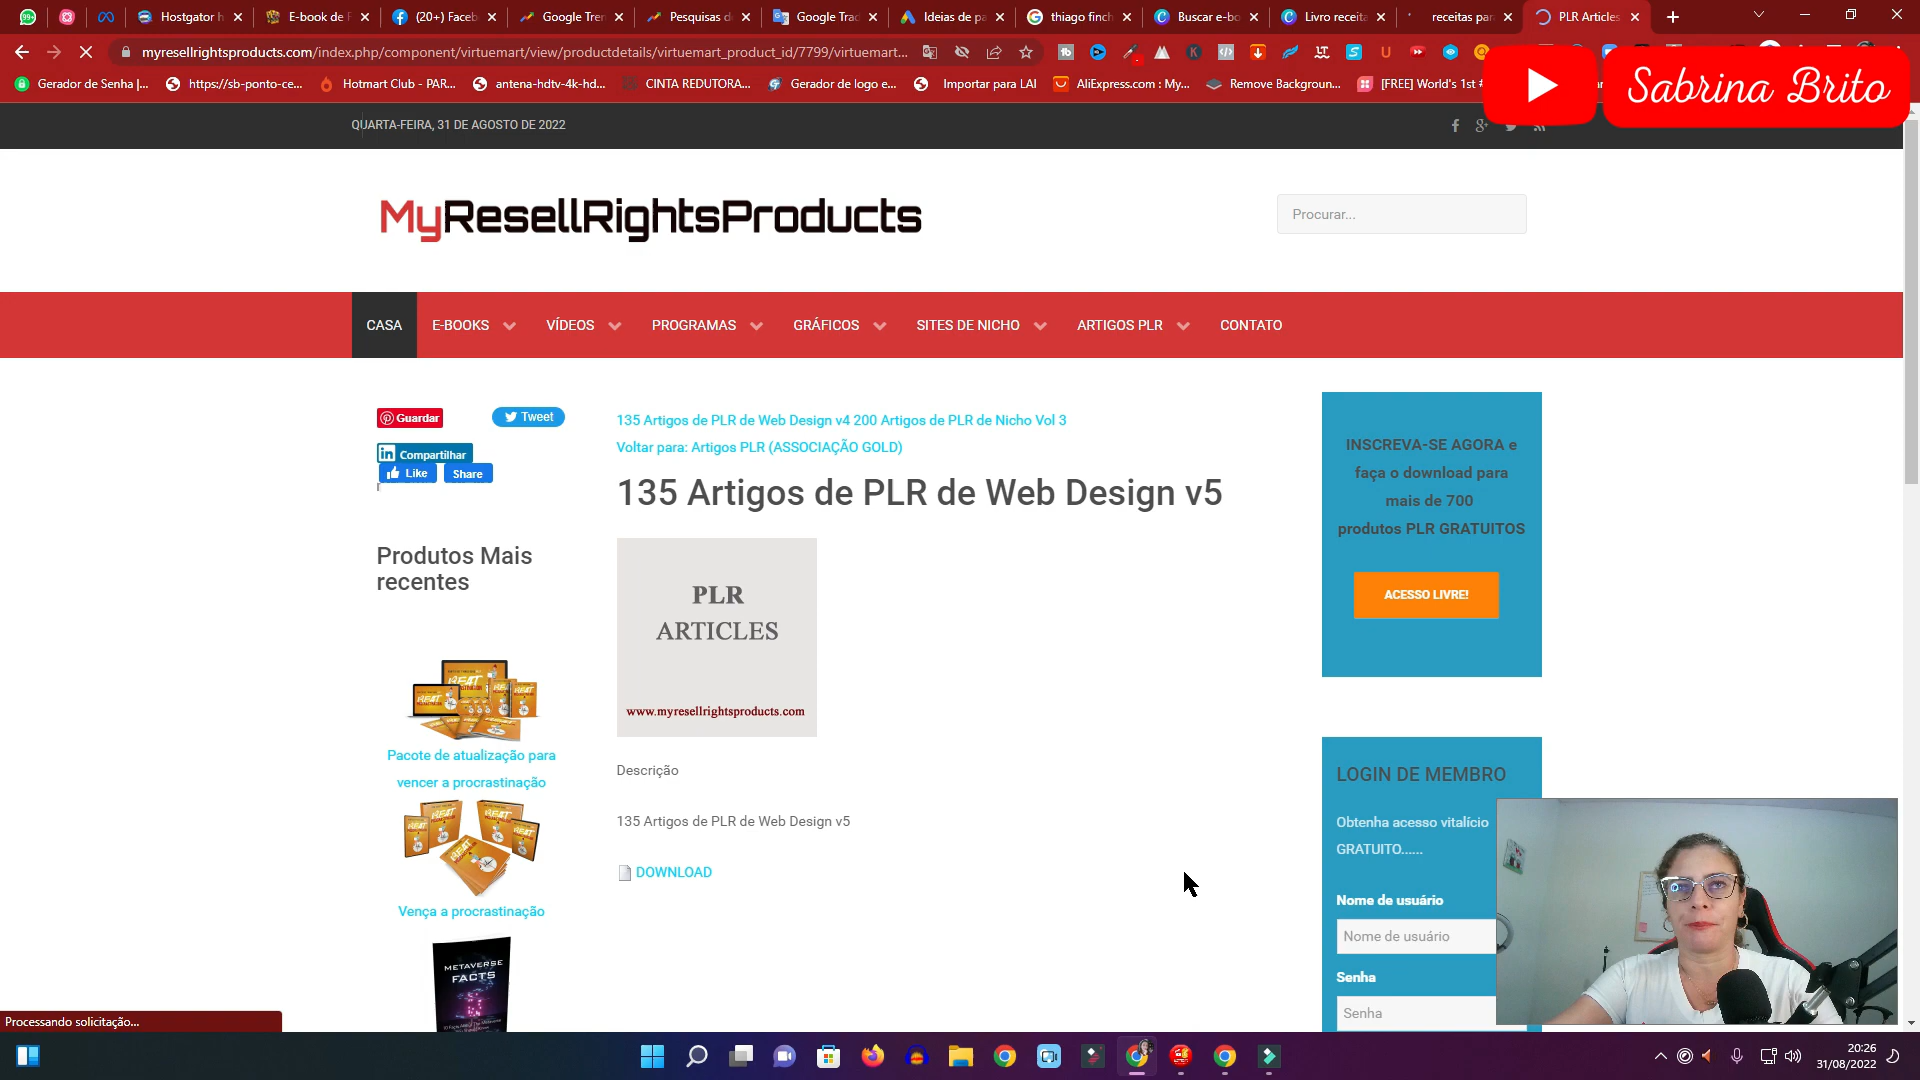 Hostgator h
E-book de F
(20+) Faceb
Google Tren
Pesquisas d
Google Trad
Ideias de pa
thiago finch
Buscar e-bo
Livro receita
receitas para
PLR Articles
myresellrightsproducts.com/index.php/component/virtuemart/view/productdetails/virtuemart_product_id/7799/virtuemart...
Gerador de Senha |...
https://sb-ponto-ce...
Hotmart Club - PAR...
antena-hdtv-4k-hd...
CINTA REDUTORA...
Gerador de logo e...
Importar para LAI
AliExpress.com : My...
Remove Backgroun...
[FREE] World's 1st #
Sabrina Brito
QUARTA-FEIRA, 31 DE AGOSTO DE 2022
MyResellRightsProducts
Procurar...
CASA
E-BOOKS
VÍDEOS
PROGRAMAS
GRÁFICOS
SITES DE NICHO
ARTIGOS PLR
CONTATO
Guardar
Tweet
Compartilhar
Like
Share
135 Artigos de PLR de Web Design v4 200 Artigos de PLR de Nicho Vol 3
Voltar para: Artigos PLR (ASSOCIAÇÃO GOLD)
135 Artigos de PLR de Web Design v5
PLR
ARTICLES
www.myresellrightsproducts.com
Descrição
135 Artigos de PLR de Web Design v5
DOWNLOAD
Produtos Mais
recentes
Pacote de atualização para
vencer a procrastinação
Vença a procrastinação
METAVERSE
FACTS
INSCREVA-SE AGORA e
faça o download para
mais de 700
produtos PLR GRATUITOS
ACESSO LIVRE!
LOGIN DE MEMBRO
Obtenha acesso vitalício
GRATUITO......
Nome de usuário
Nome de usuário
Senha
Senha
Processando solicitação...
20:26
31/08/2022